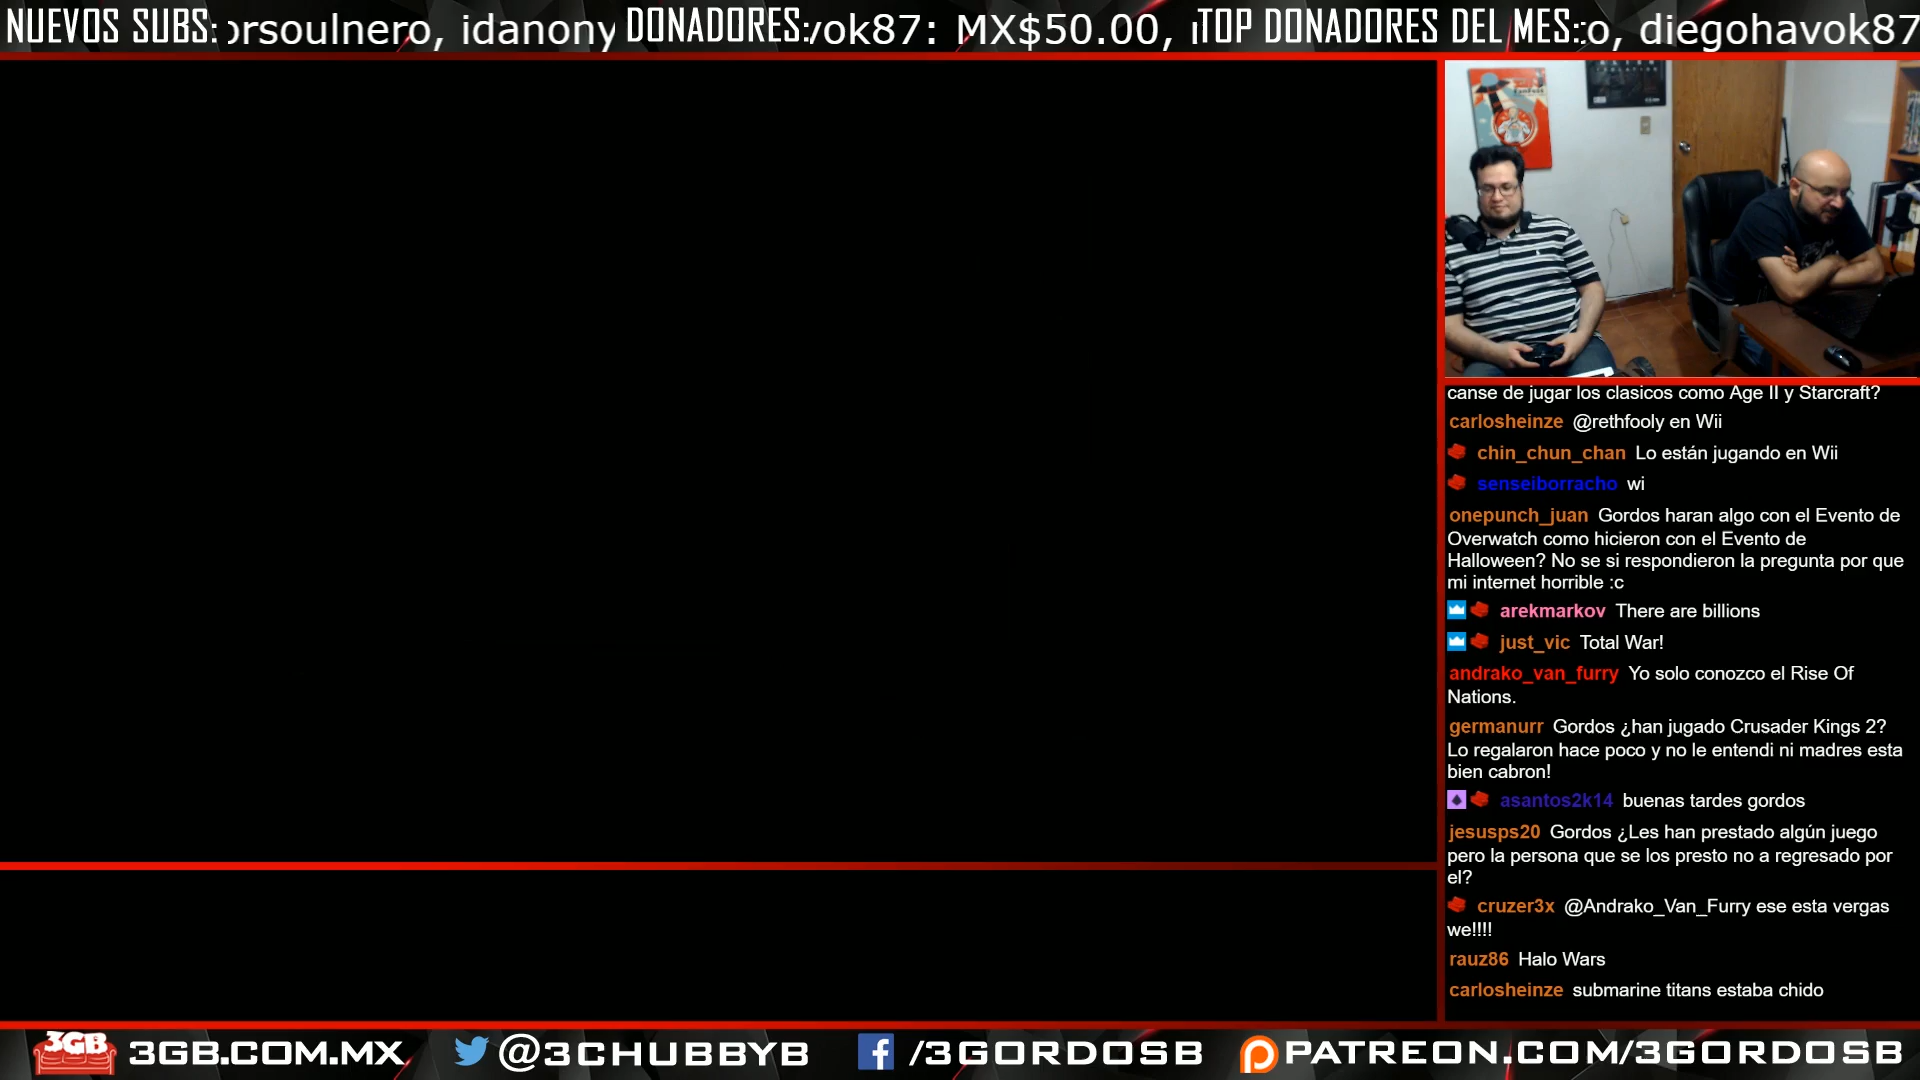 NUEVOS SUBS: orsoulnero, idanony DONADORES: vok87: MX$50.00, TOP DONADORES DEL MES: o, diegohavok87
canse de jugar los clasicos como Age II y Starcraft?
carlosheinze @rethfooly en Wii
chin_chun_chan Lo están jugando en Wii
senseiborracho wi
onepunch_juan Gordos haran algo con el Evento de
Overwatch como hicieron con el Evento de
Halloween? No se si respondieron la pregunta por que
mi internet horrible :c
arekmarkov There are billions
just_vic Total War!
andrako_van_furry Yo solo conozco el Rise Of
Nations.
germanurr Gordos ¿han jugado Crusader Kings 2?
Lo regalaron hace poco y no le entendi ni madres esta
bien cabron!
asantos2k14 buenas tardes gordos
jesusps20 Gordos ¿Les han prestado algún juego
pero la persona que se los presto no a regresado por
el?
cruzer3x @Andrako_Van_Furry ese esta vergas
we!!!!
rauz86 Halo Wars
carlosheinze submarine titans estaba chido
3GB 3GB.COM.MX @3CHUBBYB /3GORDOSB PATREON.COM/3GORDOSB